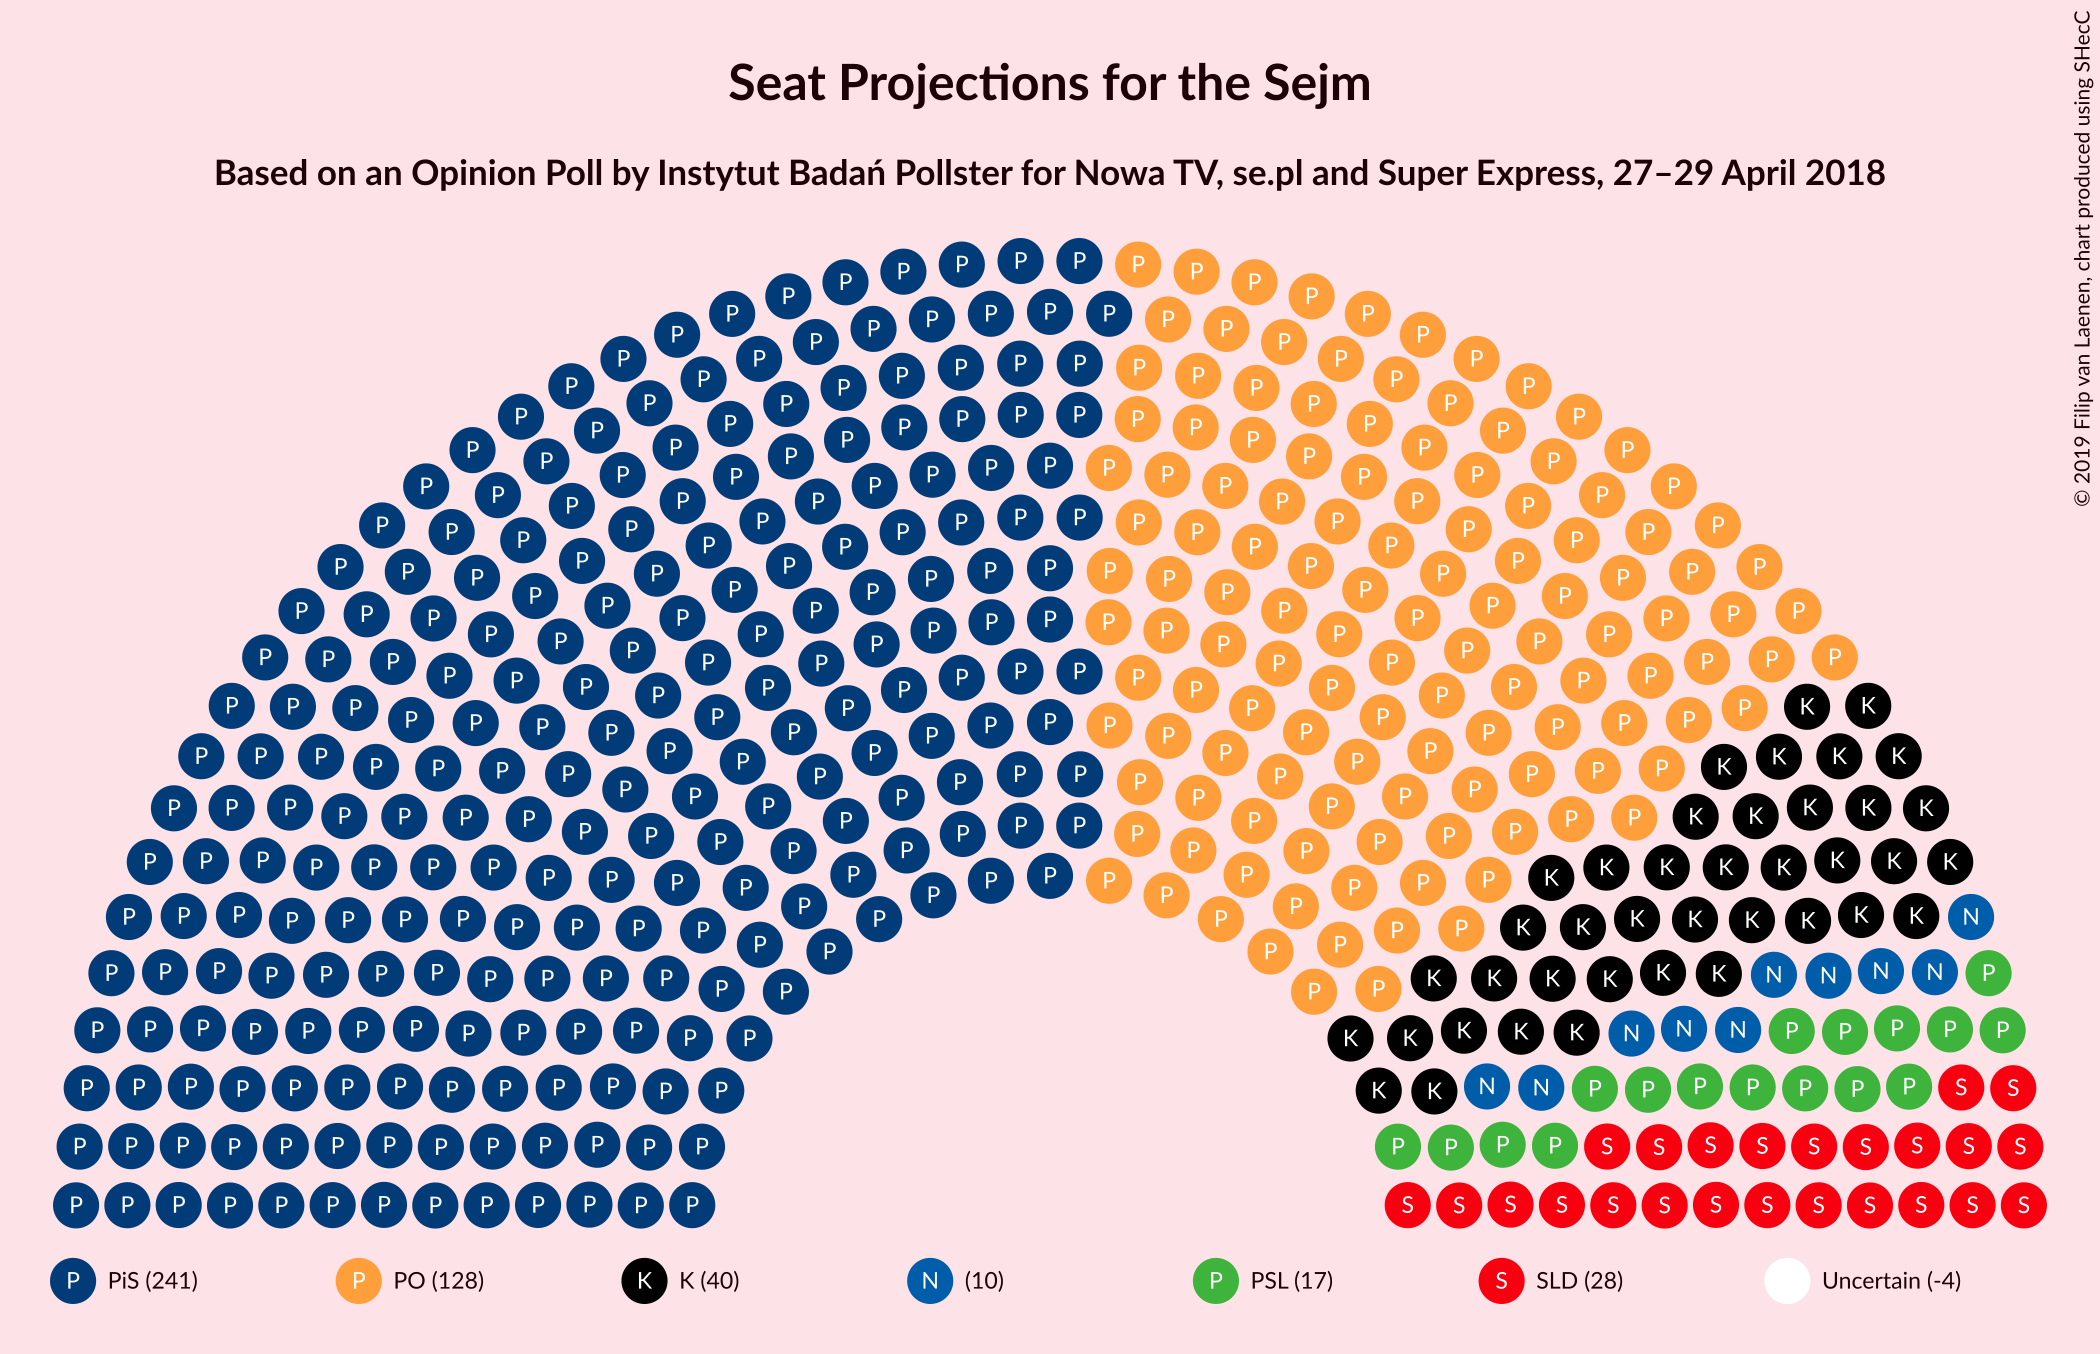 Seat Projections for the Sejm
Based on an Opinion Poll by Instytut Badań Pollster for Nowa TV, se.pl and Super Express, 27–29 April 2018
© 2019 Filip van Laenen, chart produced using SHecC
P PiS (241) P PO (128) K K (40) N (10) P PSL (17) S SLD (28) Uncertain (-4)